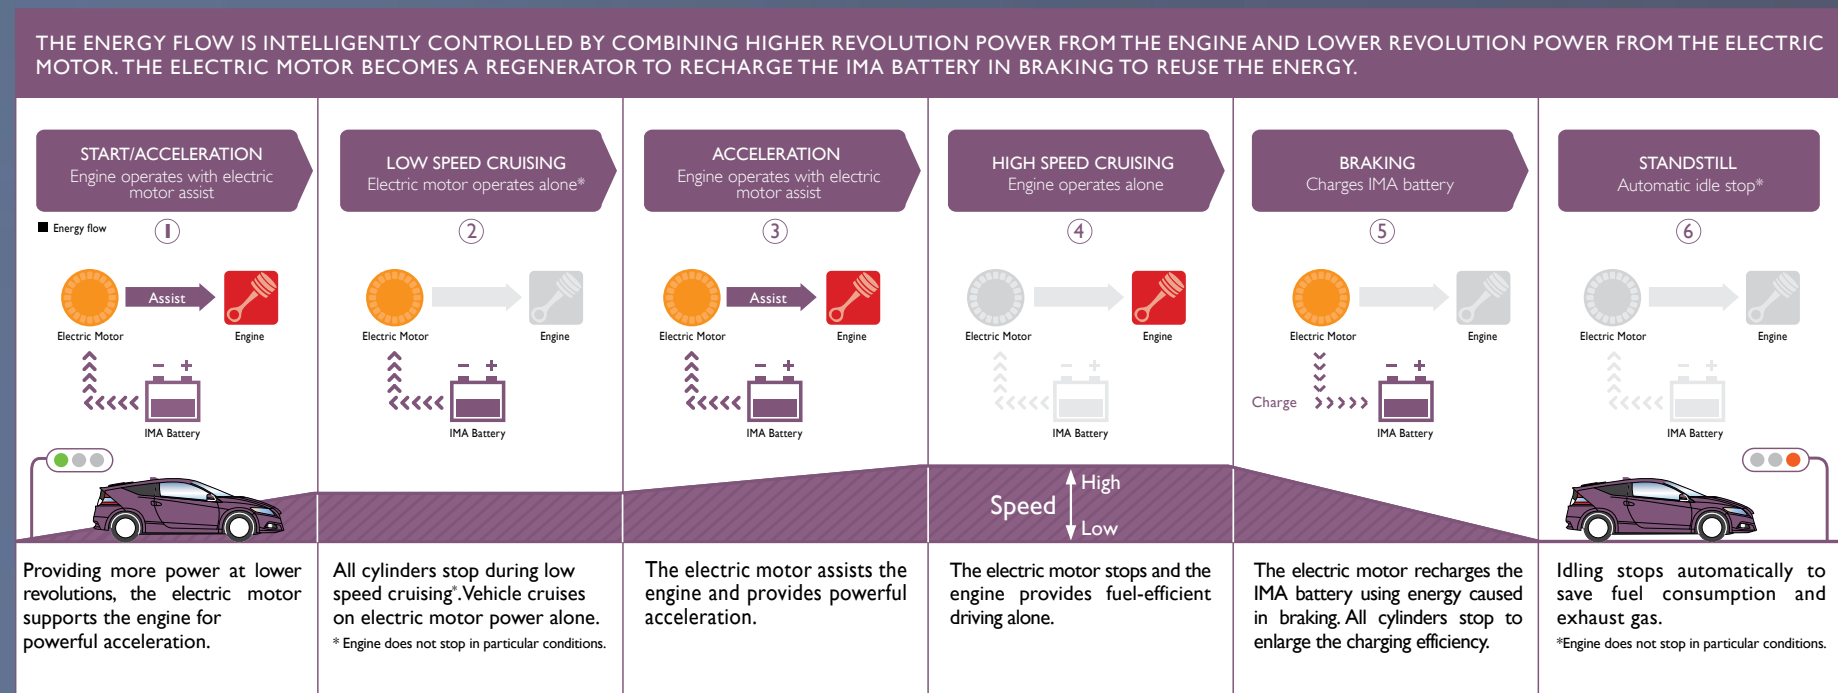 THE ENERGY FLOW IS INTELLIGENTLY CONTROLLED BY COMBINING HIGHER REVOLUTION POWER FROM THE ENGINE AND LOWER REVOLUTION POWER FROM THE ELECTRIC
MOTOR. THE ELECTRIC MOTOR BECOMES A REGENERATOR TO RECHARGE THE IMA BATTERY IN BRAKING TO REUSE THE ENERGY.
START/ACCELERATION
Engine operates with electric
motor assist
Energy flow
1
Assist
Electric Motor
Engine
- +
IMA Battery
Providing more power at lower
revolutions, the electric motor
supports the engine for
powerful acceleration.
LOW SPEED CRUISING
Electric motor operates alone*
2
Electric Motor
Engine
- +
IMA Battery
All cylinders stop during low
speed cruising*. Vehicle cruises
on electric motor power alone.
* Engine does not stop in particular conditions.
ACCELERATION
Engine operates with electric
motor assist
3
Assist
Electric Motor
Engine
- +
IMA Battery
The electric motor assists the
engine and provides powerful
acceleration.
HIGH SPEED CRUISING
Engine operates alone
4
Electric Motor
Engine
- +
IMA Battery
High
Speed
Low
The electric motor stops and the
engine provides fuel-efficient
driving alone.
BRAKING
Charges IMA battery
5
Electric Motor
Engine
- +
Charge
IMA Battery
The electric motor recharges the
IMA battery using energy caused
in braking. All cylinders stop to
enlarge the charging efficiency.
STANDSTILL
Automatic idle stop*
6
Electric Motor
Engine
- +
IMA Battery
Idling stops automatically to
save fuel consumption and
exhaust gas.
*Engine does not stop in particular conditions.